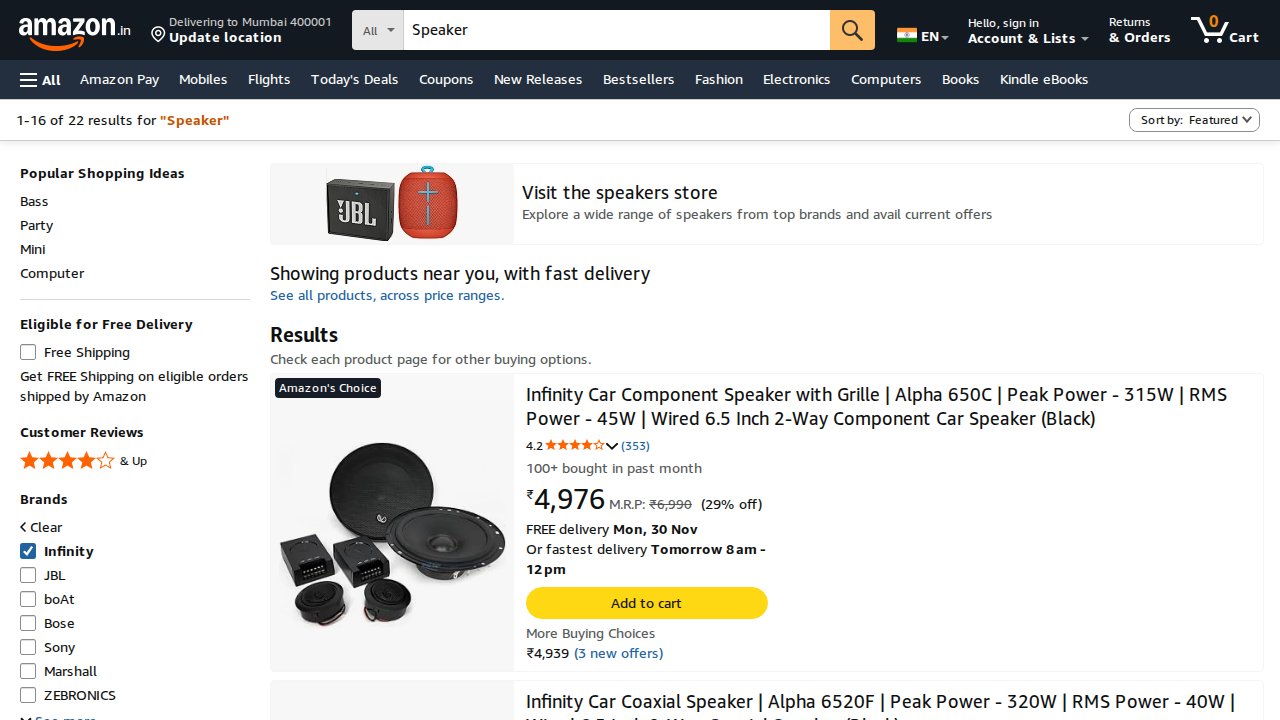 amazon.in
Delivering to Mumbai 400001
Update location
All
Speaker
EN
Hello, sign in
Account & Lists
Returns
& Orders
0
Cart
All
Amazon Pay
Mobiles
Flights
Today's Deals
Coupons
New Releases
Bestsellers
Fashion
Electronics
Computers
Books
Kindle eBooks
1-16 of 22 results for "Speaker"
Sort by: Featured
Popular Shopping Ideas
Bass
Party
Mini
Computer
Eligible for Free Delivery
Free Shipping
Get FREE Shipping on eligible orders
shipped by Amazon
Customer Reviews
& Up
Brands
Clear
Infinity
JBL
boAt
Bose
Sony
Marshall
ZEBRONICS
See more
JBL
Visit the speakers store
Explore a wide range of speakers from top brands and avail current offers
Showing products near you, with fast delivery
See all products, across price ranges.
Results
Check each product page for other buying options.
Amazon's Choice
Infinity Car Component Speaker with Grille | Alpha 650C | Peak Power - 315W | RMS
Power - 45W | Wired 6.5 Inch 2-Way Component Car Speaker (Black)
4.2 (353)
100+ bought in past month
₹4,976 M.R.P: ₹6,990 (29% off)
FREE delivery Mon, 30 Nov
Or fastest delivery Tomorrow 8 am -
12 pm
Add to cart
More Buying Choices
₹4,939 (3 new offers)
Infinity Car Coaxial Speaker | Alpha 6520F | Peak Power - 320W | RMS Power - 40W |